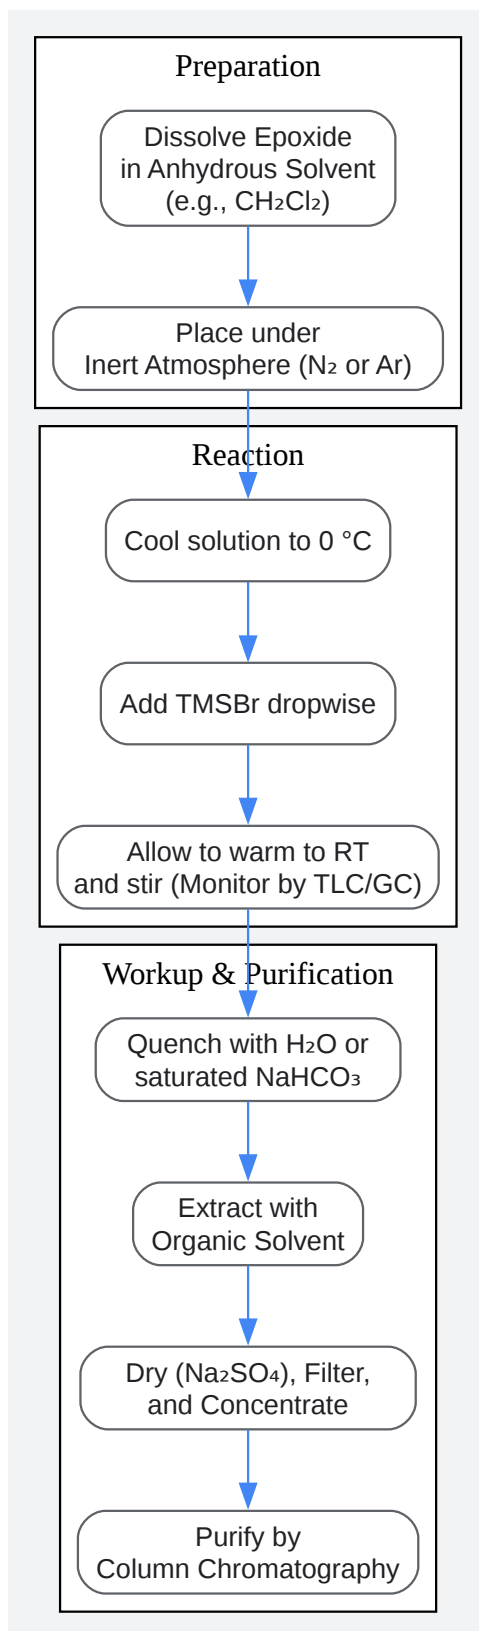 Preparation
Dissolve Epoxide
in Anhydrous Solvent
(e.g., CH₂Cl₂)
Place under
Inert Atmosphere (N₂ or Ar)
Reaction
Cool solution to 0 °C
Add TMSBr dropwise
Allow to warm to RT
and stir (Monitor by TLC/GC)
Workup & Purification
Quench with H₂O or
saturated NaHCO₃
Extract with
Organic Solvent
Dry (Na₂SO₄), Filter,
and Concentrate
Purify by
Column Chromatography